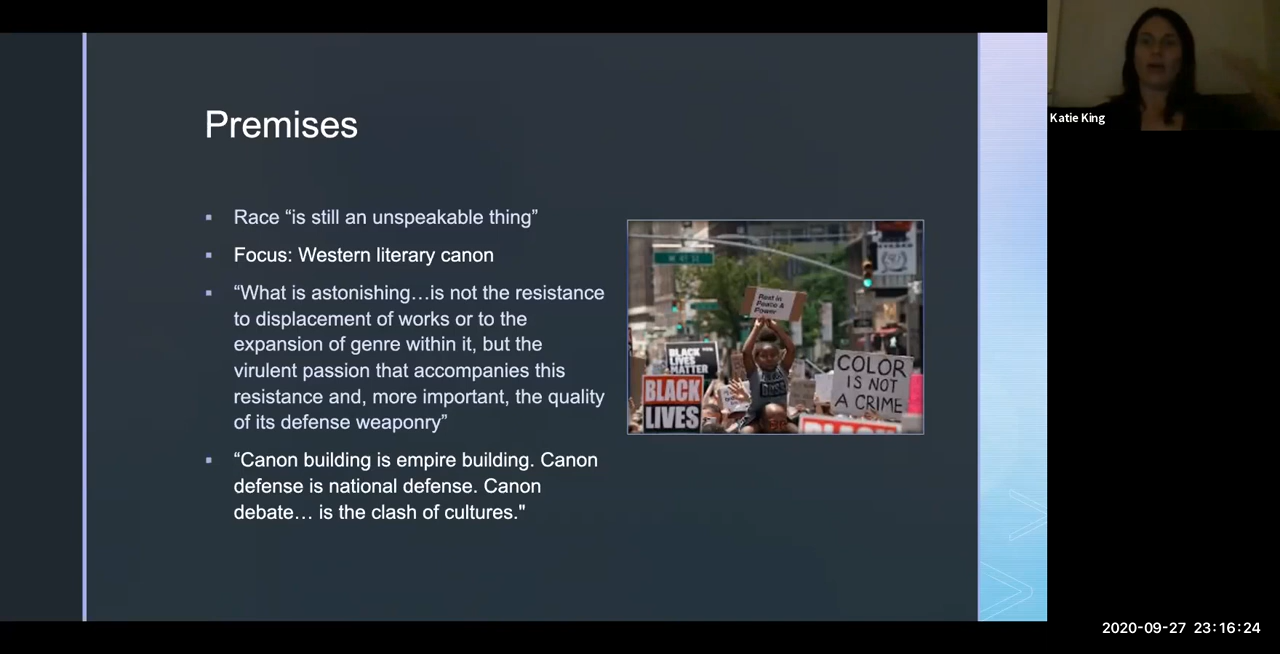 Premises
Race “is still an unspeakable thing”
Focus: Western literary canon
“What is astonishing…is not the resistance
to displacement of works or to the
expansion of genre within it, but the
virulent passion that accompanies this
resistance and, more important, the quality
of its defense weaponry”
“Canon building is empire building. Canon
defense is national defense. Canon
debate… is the clash of cultures."
Rest in
Peace &
Power
BLACK
LIVES
MATTER
BLACK
LIVES
COLOR
IS NOT
A CRIME
Katie King
2020-09-27 23:16:24